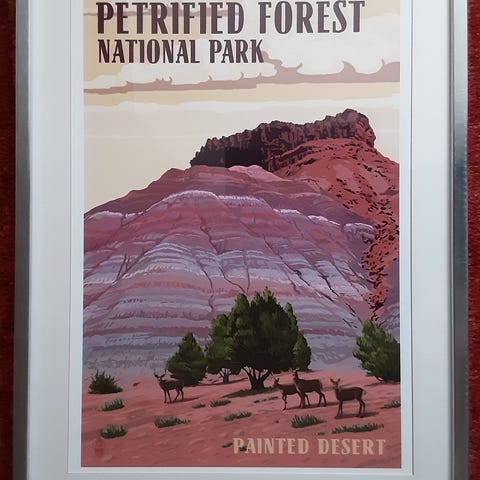 PETRIFIED FOREST
NATIONAL PARK
PAINTED DESERT